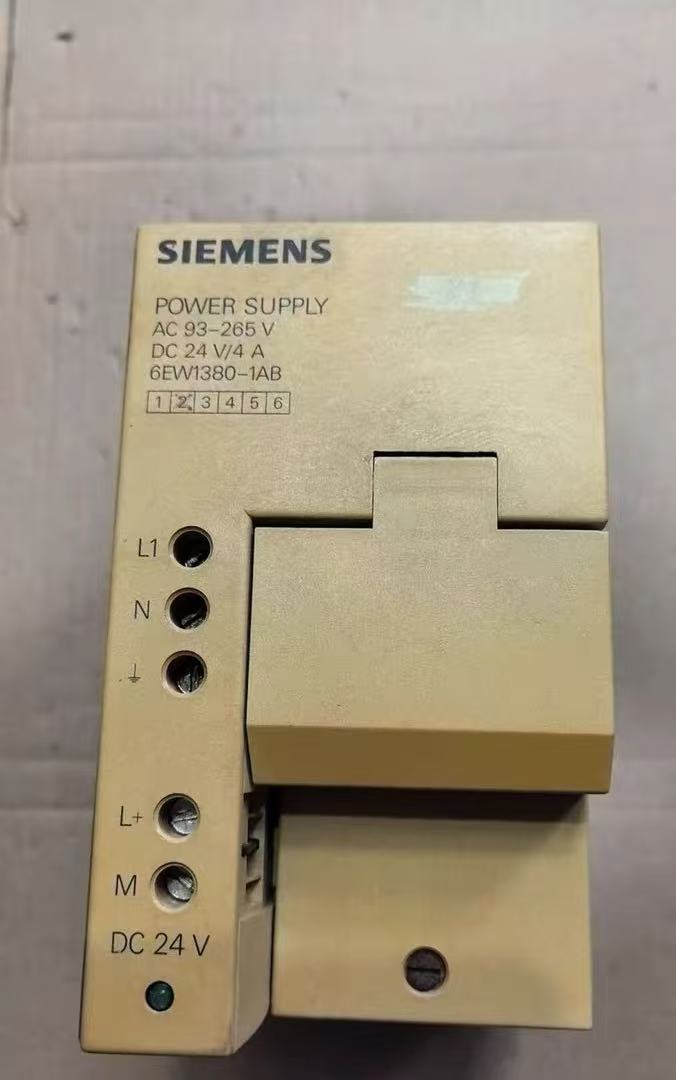 SIEMENS
POWER SUPPLY
AC 93-265 V
DC 24 V/4 A
6EW1380-1AB
1 2 3 4 5 6
L1
N
L+
M
DC 24 V